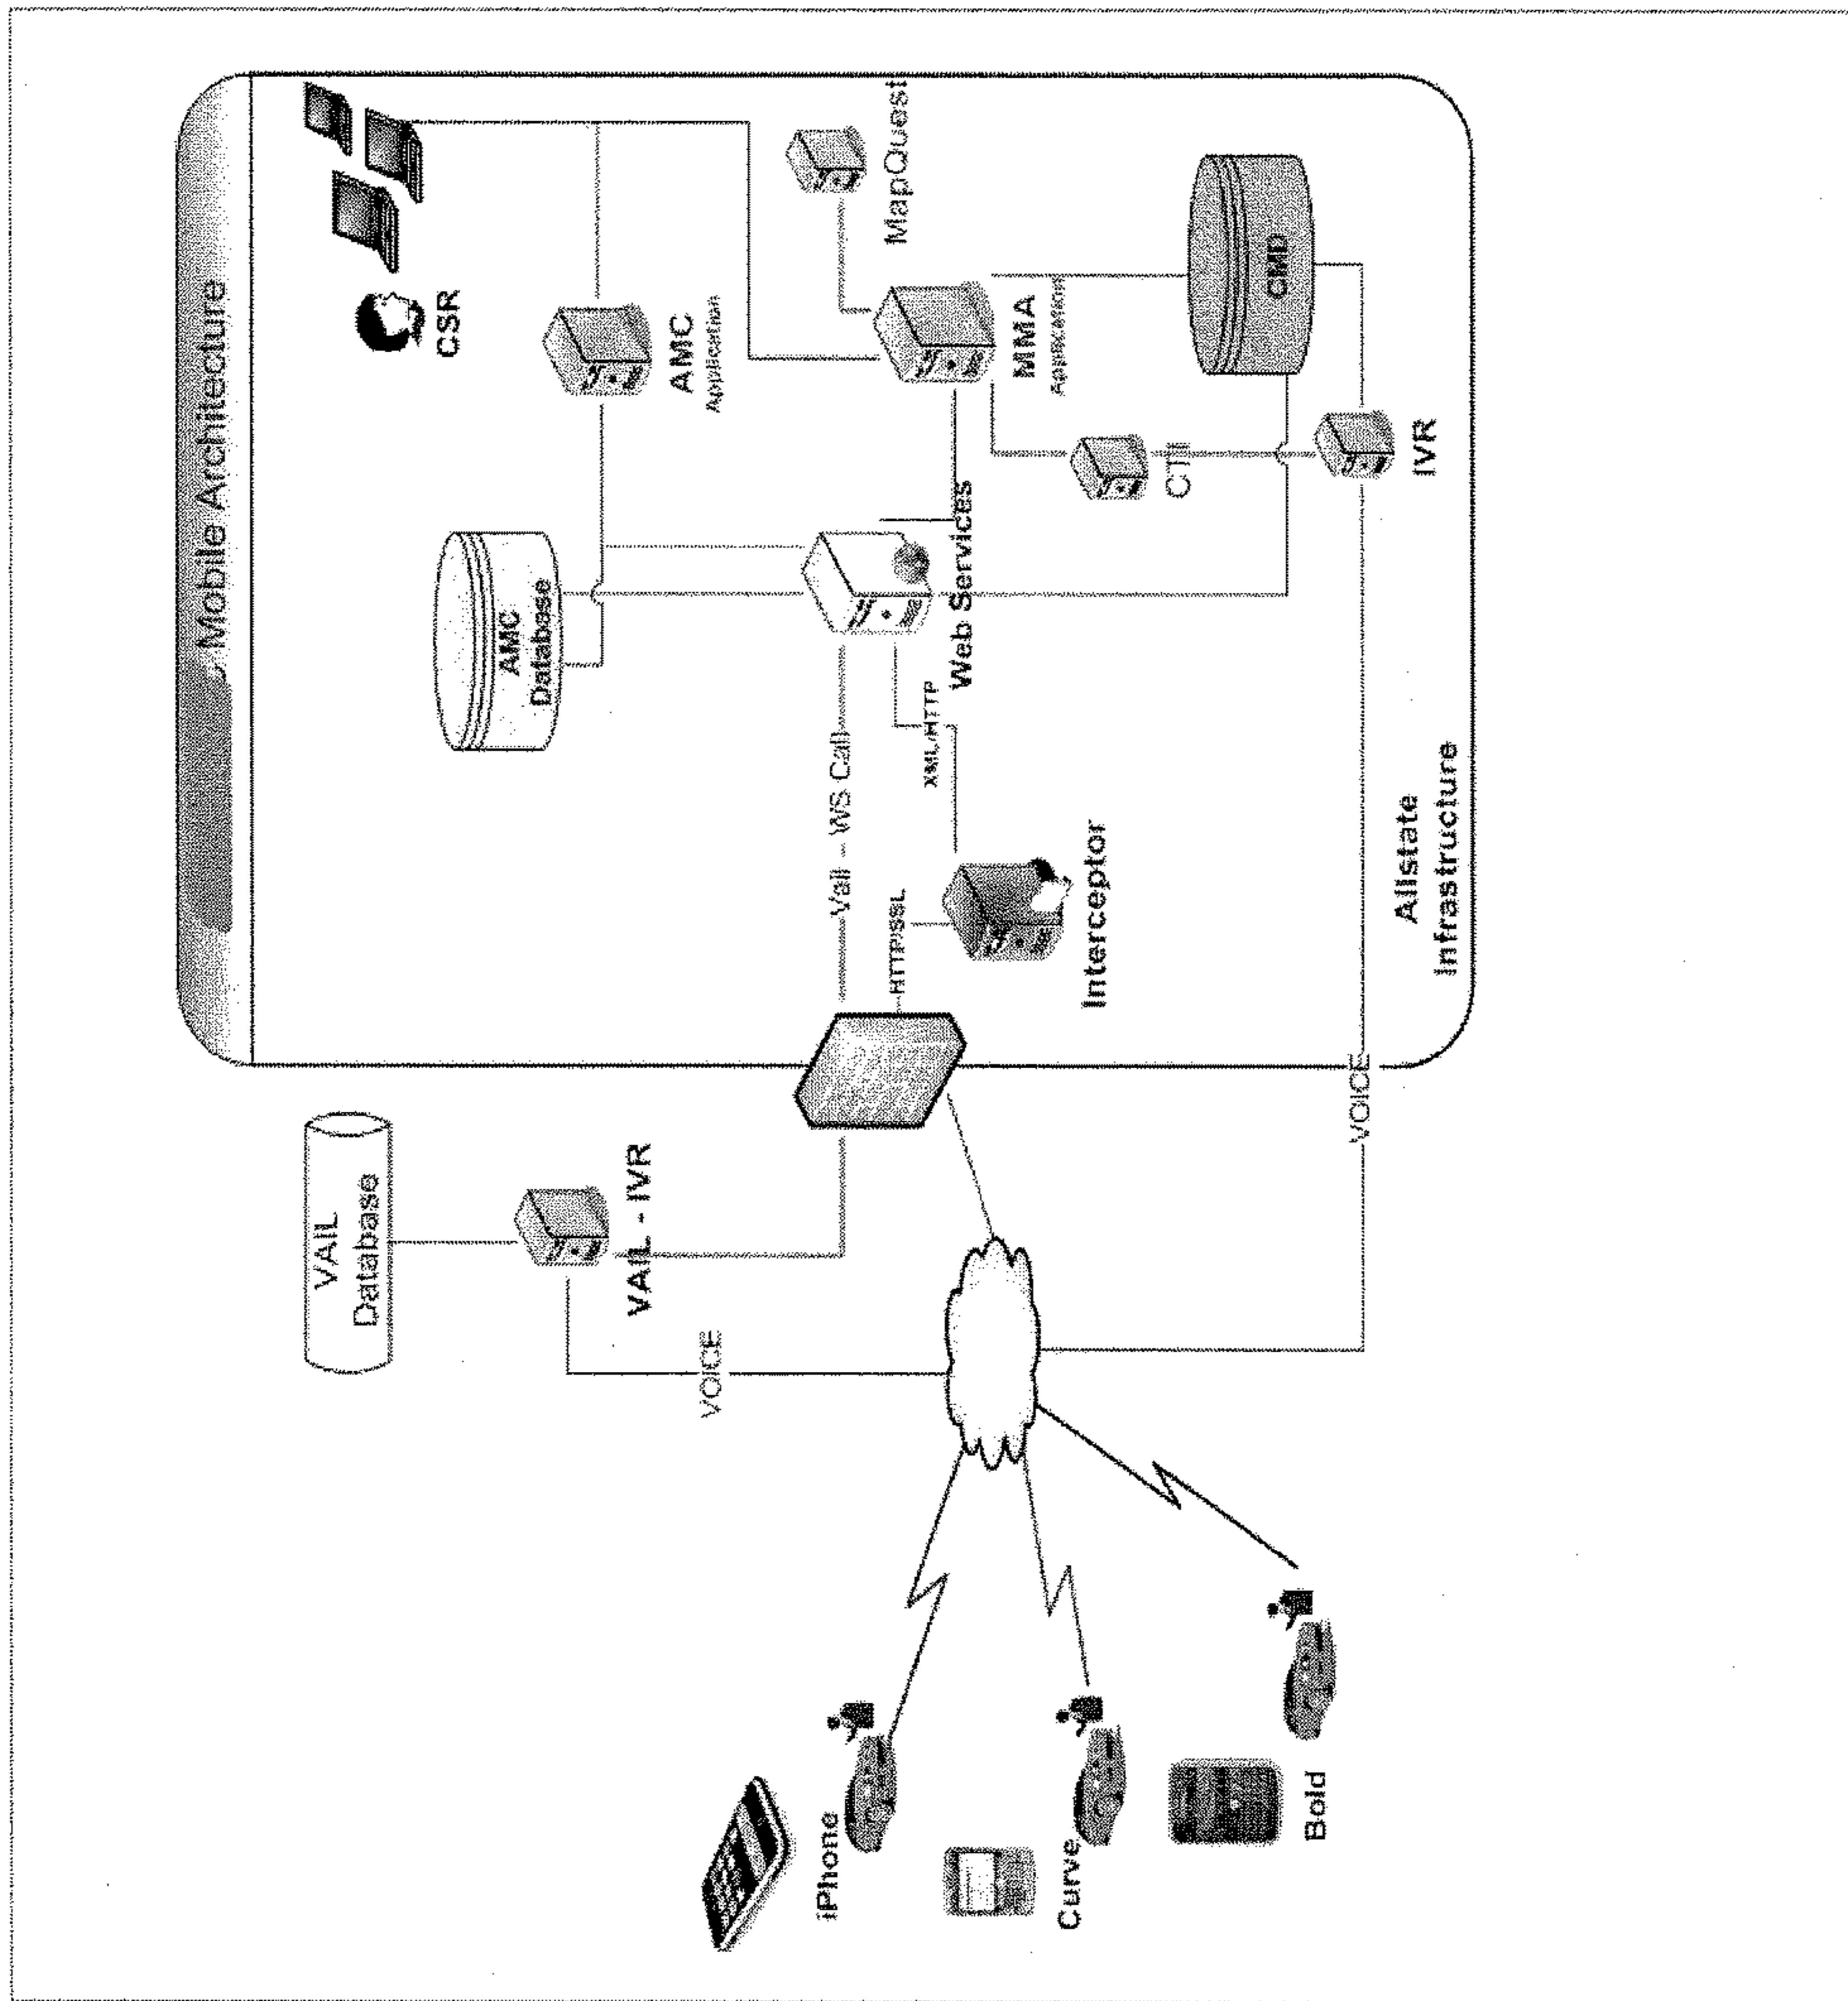 Mobile Architecture
VAIL
Database
VAIL - IVR
VOICE
iPhone
Curve
Bold
VOICE
Vail - WS Call
HTTP/SSL
Interceptor
XML/HTTP
Web Services
AMC
Database
AMC
Application
CSR
MapQuest
MMA
Application
CTI
CMD
IVR
Allstate
Infrastructure